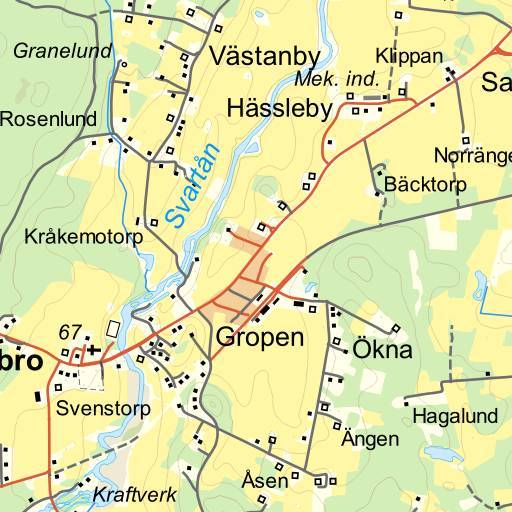 Granelund
Västanby
Klippan
Mek. ind.
Sa
Hässleby
Rosenlund
Norränge
Svartån
Bäcktorp
Kråkemotorp
67
Gropen
Ökna
bro
Svenstorp
Hagalund
Ängen
Åsen
Kraftverk